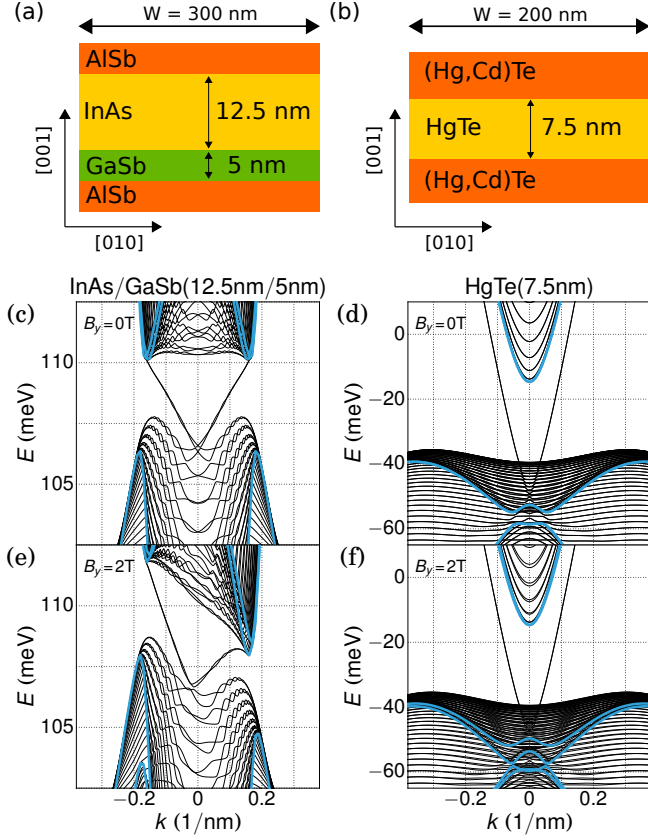 (a)
W = 300 nm
AlSb
InAs
12.5 nm
GaSb
5 nm
AlSb
[001]
[010]
(b)
W = 200 nm
(Hg,Cd)Te
HgTe
7.5 nm
(Hg,Cd)Te
[001]
[010]
InAs/GaSb(12.5nm/5nm)
(c)
B_y=0T
110
105
E (meV)
HgTe(7.5nm)
(d)
B_y=0T
0
−20
−40
−60
E (meV)
(e)
B_y=2T
110
105
E (meV)
−0.2
0
0.2
k (1/nm)
(f)
B_y=2T
0
−20
−40
−60
E (meV)
−0.2
0
0.2
k (1/nm)